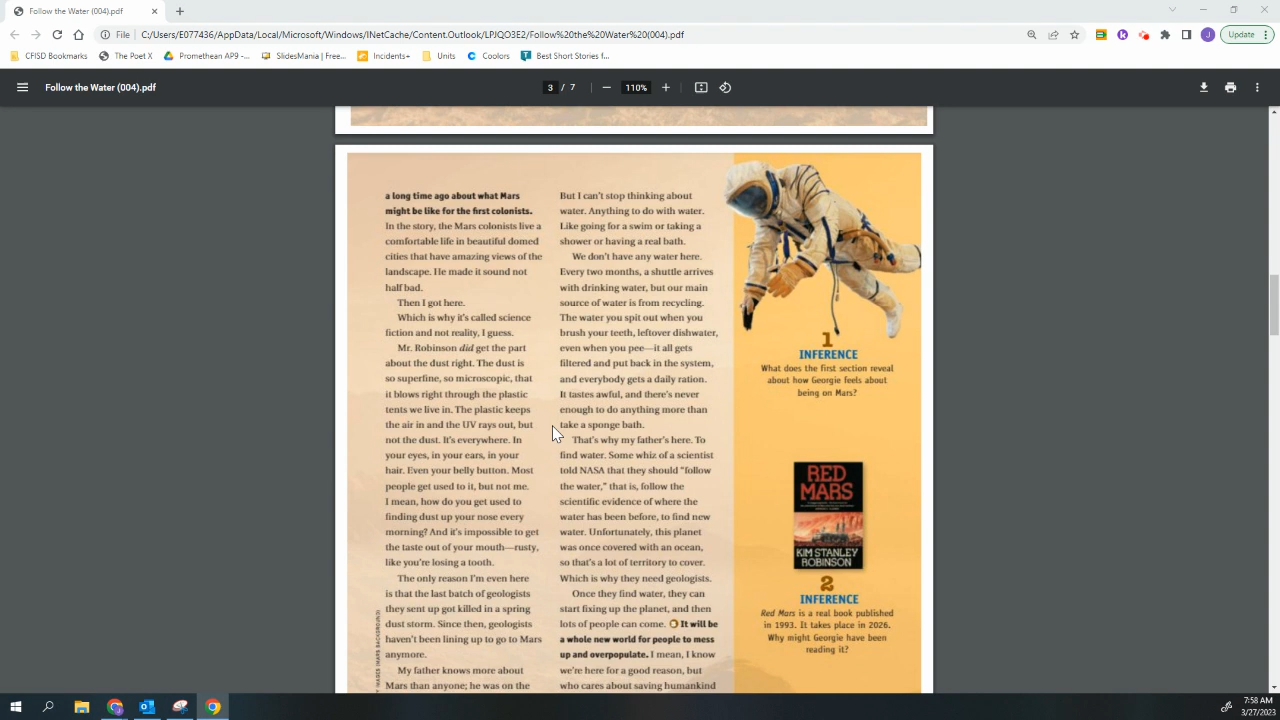 Follow the Water (004).pdf
File
C:/Users/E077436/AppData/Local/Microsoft/Windows/INetCache/Content.Outlook/LPJQO3E2/Follow%20the%20Water%20(004).pdf
J
Update
CFISD Bookmarks
The Poet X
Promethean AP9 -...
SlidesMania | Free...
Incidents+
Units
Coolors
Best Short Stories f...
Follow the Water (004).pdf
3 / 7
110%
a long time ago about what Mars
might be like for the first colonists.
In the story, the Mars colonists live a
comfortable life in beautiful domed
cities that have amazing views of the
landscape. He made it sound not
half bad.
Then I got here.
Which is why it's called science
fiction and not reality, I guess.
Mr. Robinson did get the part
about the dust right. The dust is
so superfine, so microscopic, that
it blows right through the plastic
tents we live in. The plastic keeps
the air in and the UV rays out, but
not the dust. It's everywhere. In
your eyes, in your ears, in your
hair. Even your belly button. Most
people get used to it, but not me.
I mean, how do you get used to
finding dust up your nose every
morning? And it's impossible to get
the taste out of your mouth—rusty,
like you're losing a tooth.
The only reason I'm even here
is that the last batch of geologists
they sent up got killed in a spring
dust storm. Since then, geologists
haven't been lining up to go to Mars
anymore.
My father knows more about
Mars than anyone; he was on the
But I can't stop thinking about
water. Anything to do with water.
Like going for a swim or taking a
shower or having a real bath.
We don't have any water here.
Every two months, a shuttle arrives
with drinking water, but our main
source of water is from recycling.
The water you spit out when you
brush your teeth, leftover dishwater,
even when you pee—it all gets
filtered and put back in the system,
and everybody gets a daily ration.
It tastes awful, and there's never
enough to do anything more than
take a sponge bath.
That's why my father's here. To
find water. Some whiz of a scientist
told NASA that they should "follow
the water," that is, follow the
scientific evidence of where the
water has been before, to find new
water. Unfortunately, this planet
was once covered with an ocean,
so that's a lot of territory to cover.
Which is why they need geologists.
Once they find water, they can
start fixing up the planet, and then
lots of people can come. It will be
a whole new world for people to mess
up and overpopulate. I mean, I know
we're here for a good reason, but
who cares about saving humankind
1
INFERENCE
What does the first section reveal
about how Georgie feels about
being on Mars?
RED
MARS
KIM STANLEY
ROBINSON
2
INFERENCE
Red Mars is a real book published
in 1993. It takes place in 2026.
Why might Georgie have been
reading it?
IMAGES (MARS BACKGROUND)
7:58 AM
3/27/2023